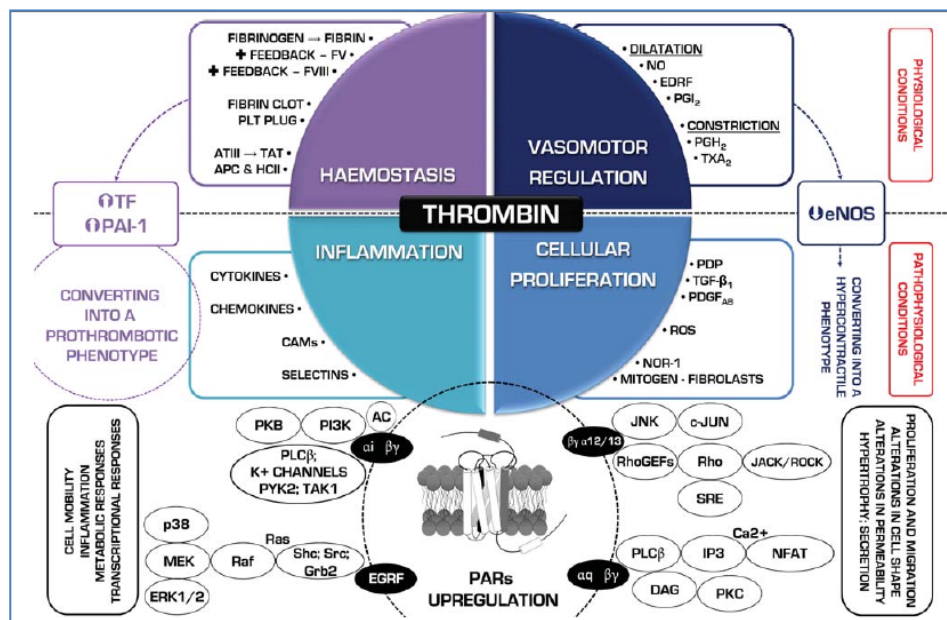 FIBRINOGEN → FIBRIN •
✚ FEEDBACK – FV •
✚ FEEDBACK – FVIII •
FIBRIN CLOT •
PLT PLUG •
ATIII → TAT •
APC & HCII •
HAEMOSTASIS
• DILATATION
• NO
• EDRF
• PGI2
• CONSTRICTION
• PGH2
• TXA2
VASOMOTOR
REGULATION
PHYSIOLOGICAL
CONDITIONS
TF
PAI-1
THROMBIN
eNOS
INFLAMMATION
CELLULAR
PROLIFERATION
CYTOKINES •
CHEMOKINES •
CAMs •
SELECTINS •
• PDP
• TGF-β1
• PDGFAB
• ROS
• NOR-1
• MITOGEN - FIBROLASTS
CONVERTING
INTO A
PROTHROMBOTIC
PHENOTYPE
CONVERTING INTO A
HYPERCONTRACTILE
PHENOTYPE
PATHOPHYSIOLOGICAL
CONDITIONS
CELL MOBILITY
INFLAMMATION
METABOLIC RESPONSES
TRANSCRIPTIONAL RESPONSES
PKB
PI3K
AC
αi βγ
PLCβ;
K+ CHANNELS
PYK2; TAK1
p38
MEK
ERK1/2
Raf
Ras
Shc; Src;
Grb2
EGRF
PARs
UPREGULATION
βγ α12/13
JNK
c-JUN
RhoGEFs
Rho
JACK/ROCK
SRE
αq βγ
PLCβ
IP3
Ca2+
NFAT
DAG
PKC
PROLIFERATION AND MIGRATION
ALTERATIONS IN CELL SHAPE
ALTERATIONS IN PERMEABILITY
HYPERTROPHY; SECRETION